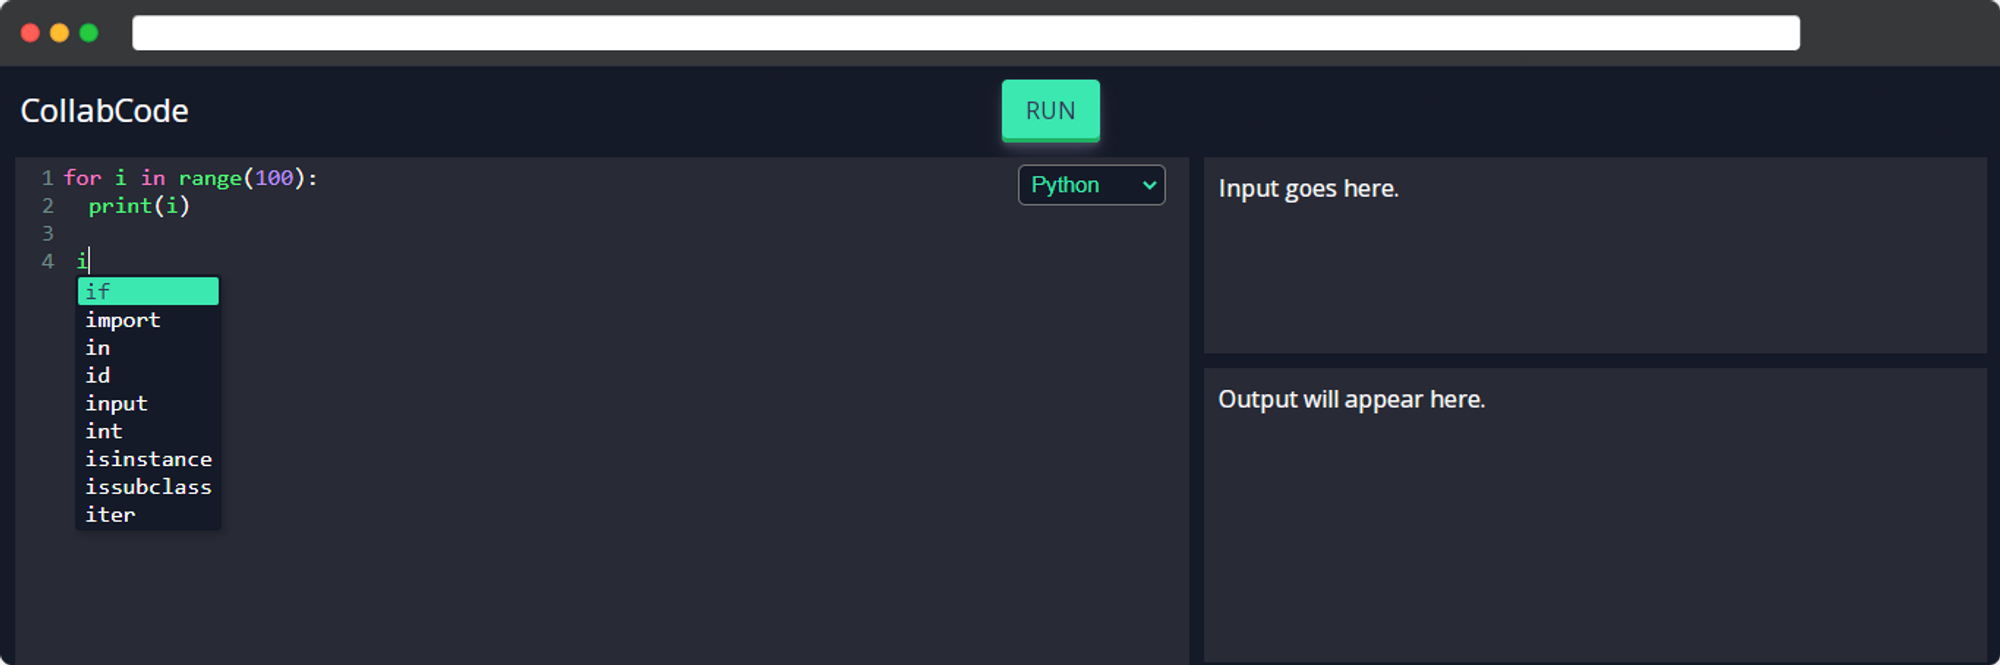 CollabCode
RUN
1 for i in range(100):
2 print(i)
3
4 i
Python
if
import
in
id
input
int
isinstance
issubclass
iter
Input goes here.
Output will appear here.